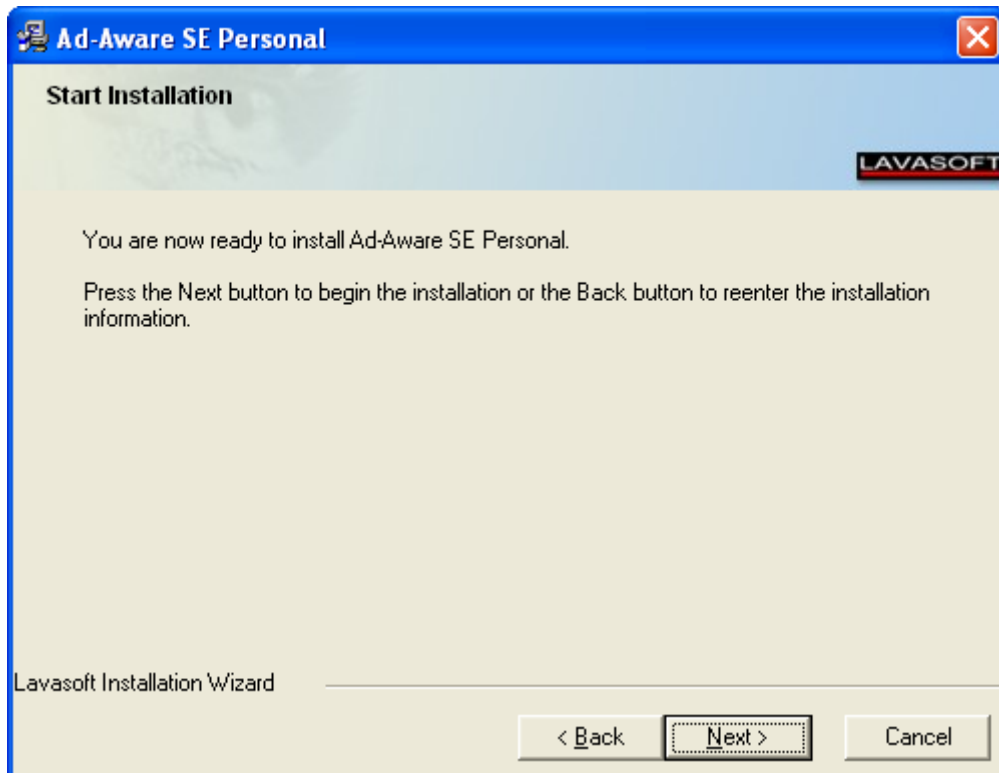 Ad-Aware SE Personal
Start Installation
LAVASOFT
You are now ready to install Ad-Aware SE Personal.
Press the Next button to begin the installation or the Back button to reenter the installation
information.
Lavasoft Installation Wizard
< Back
Next >
Cancel